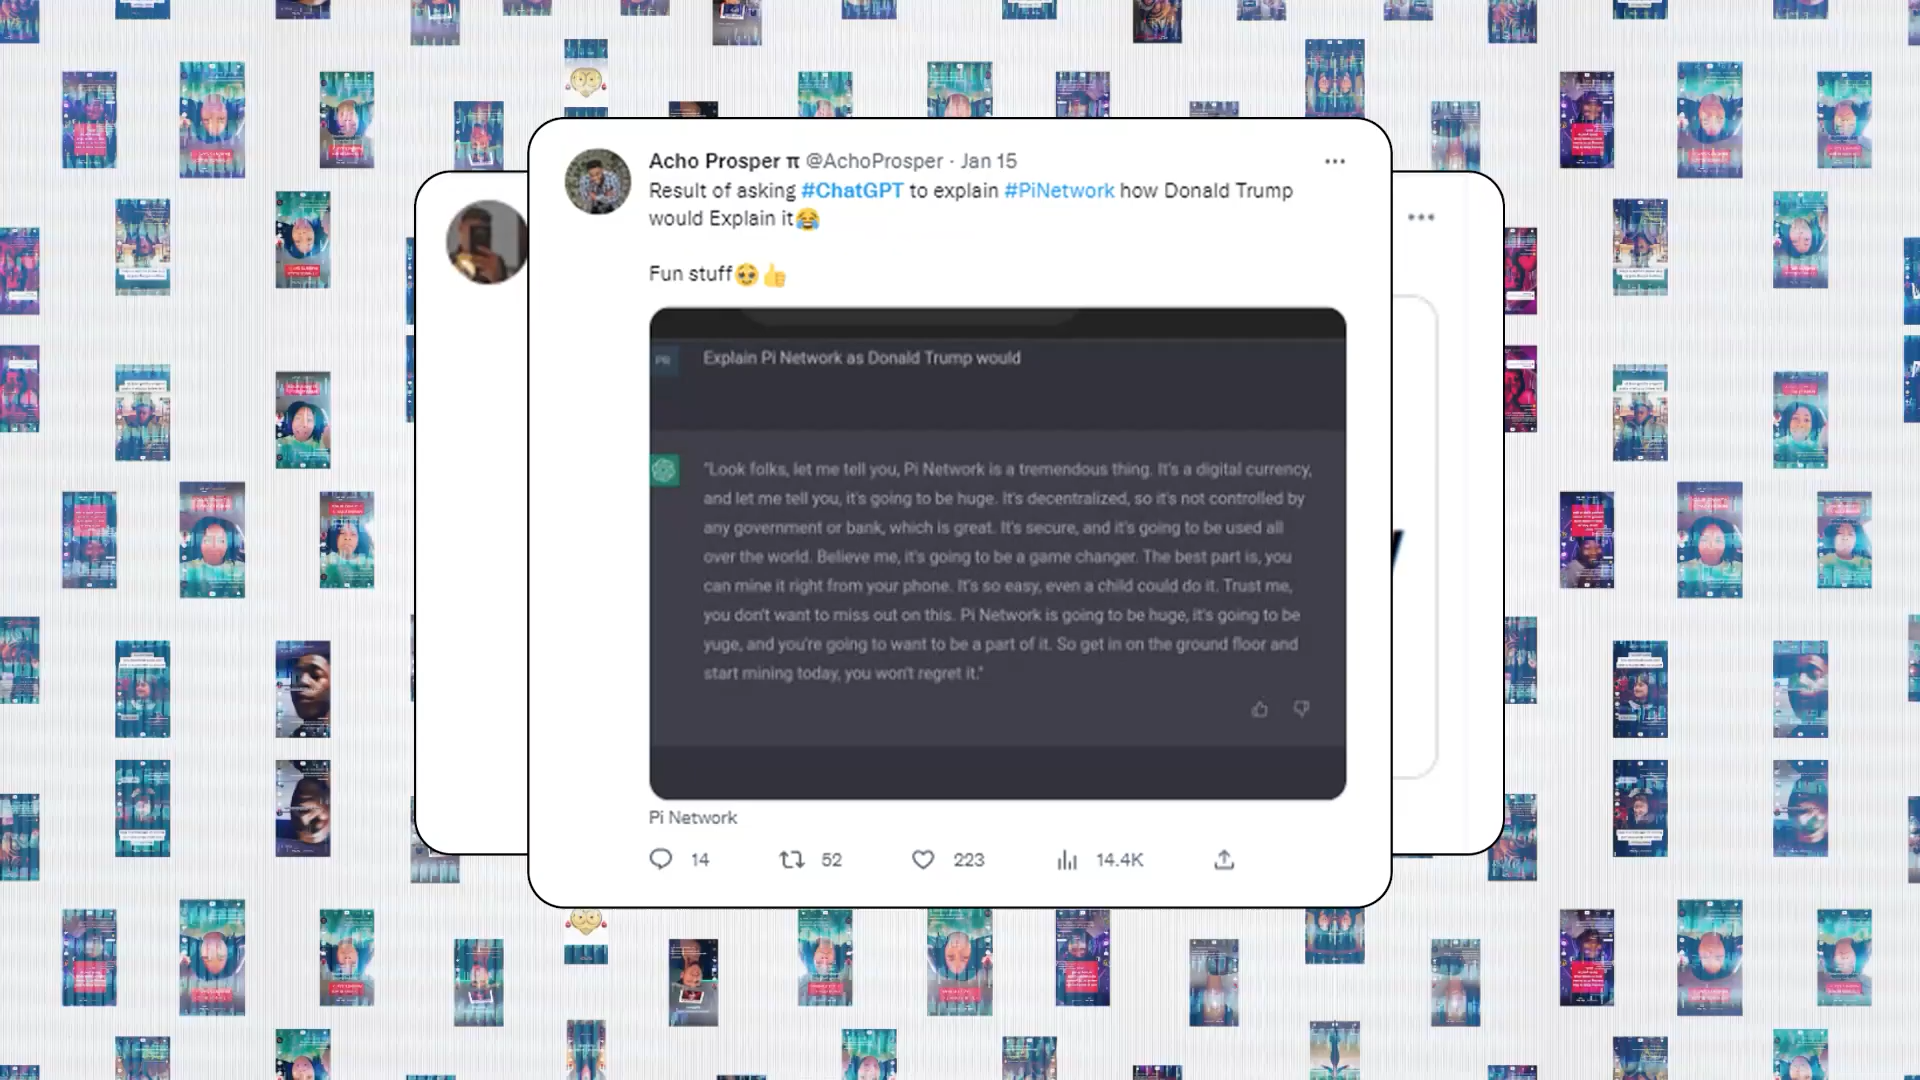 Acho Prosper π @AchoProsper · Jan 15
Result of asking #ChatGPT to explain #PiNetwork how Donald Trump
would Explain it😂
Fun stuff🥹👍
PR
Explain Pi Network as Donald Trump would
"Look folks, let me tell you, Pi Network is a tremendous thing. It's a digital currency,
and let me tell you, it's going to be huge. It's decentralized, so it's not controlled by
any government or bank, which is great. It's secure, and it's going to be used all
over the world. Believe me, it's going to be a game changer. The best part is, you
can mine it right from your phone. It's so easy, even a child could do it. Trust me,
you don't want to miss out on this. Pi Network is going to be huge, it's going to be
yuge, and you're going to want to be a part of it. So get in on the ground floor and
start mining today, you won't regret it."
Pi Network
14 52 223 14.4K